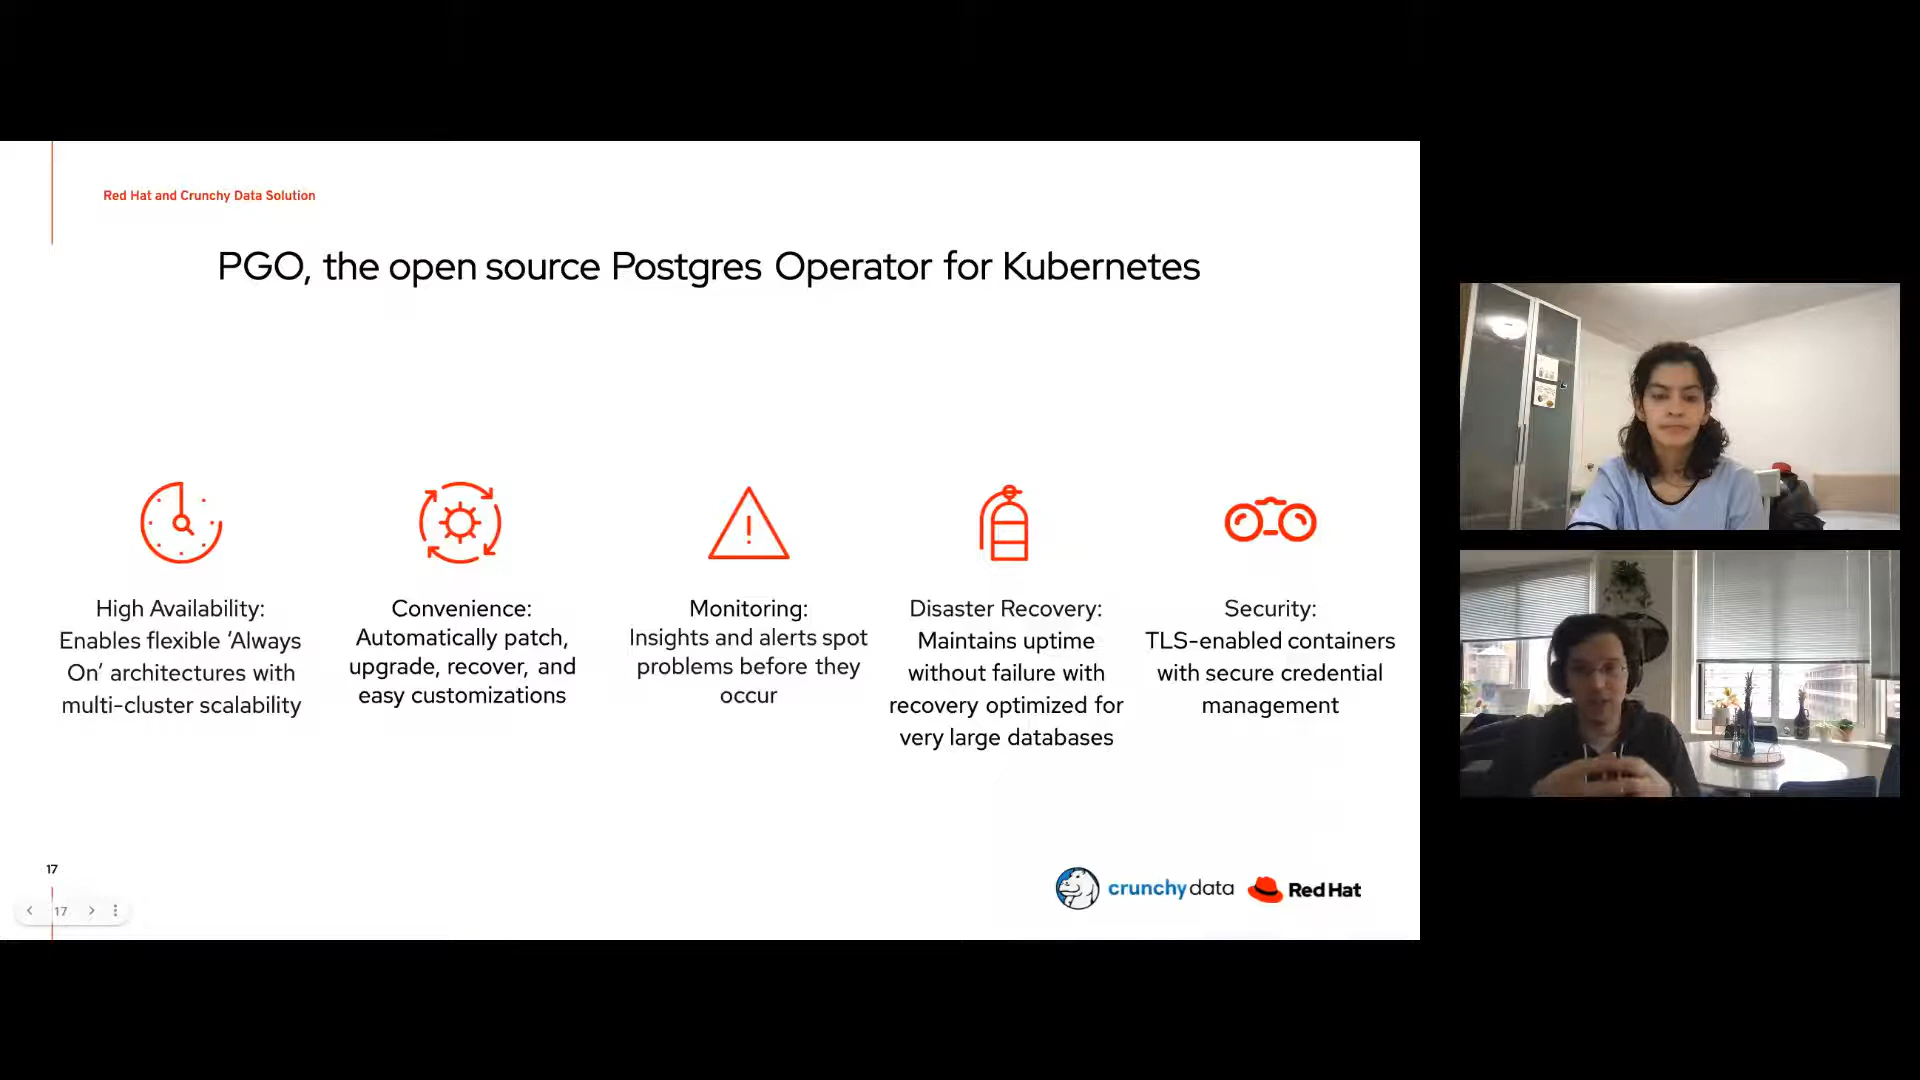 Red Hat and Crunchy Data Solution
PGO, the open source Postgres Operator for Kubernetes
High Availability:
Enables flexible ‘Always
On’ architectures with
multi-cluster scalability
Convenience:
Automatically patch,
upgrade, recover, and
easy customizations
Monitoring:
Insights and alerts spot
problems before they
occur
Disaster Recovery:
Maintains uptime
without failure with
recovery optimized for
very large databases
Security:
TLS-enabled containers
with secure credential
management
17
17
crunchydata
Red Hat